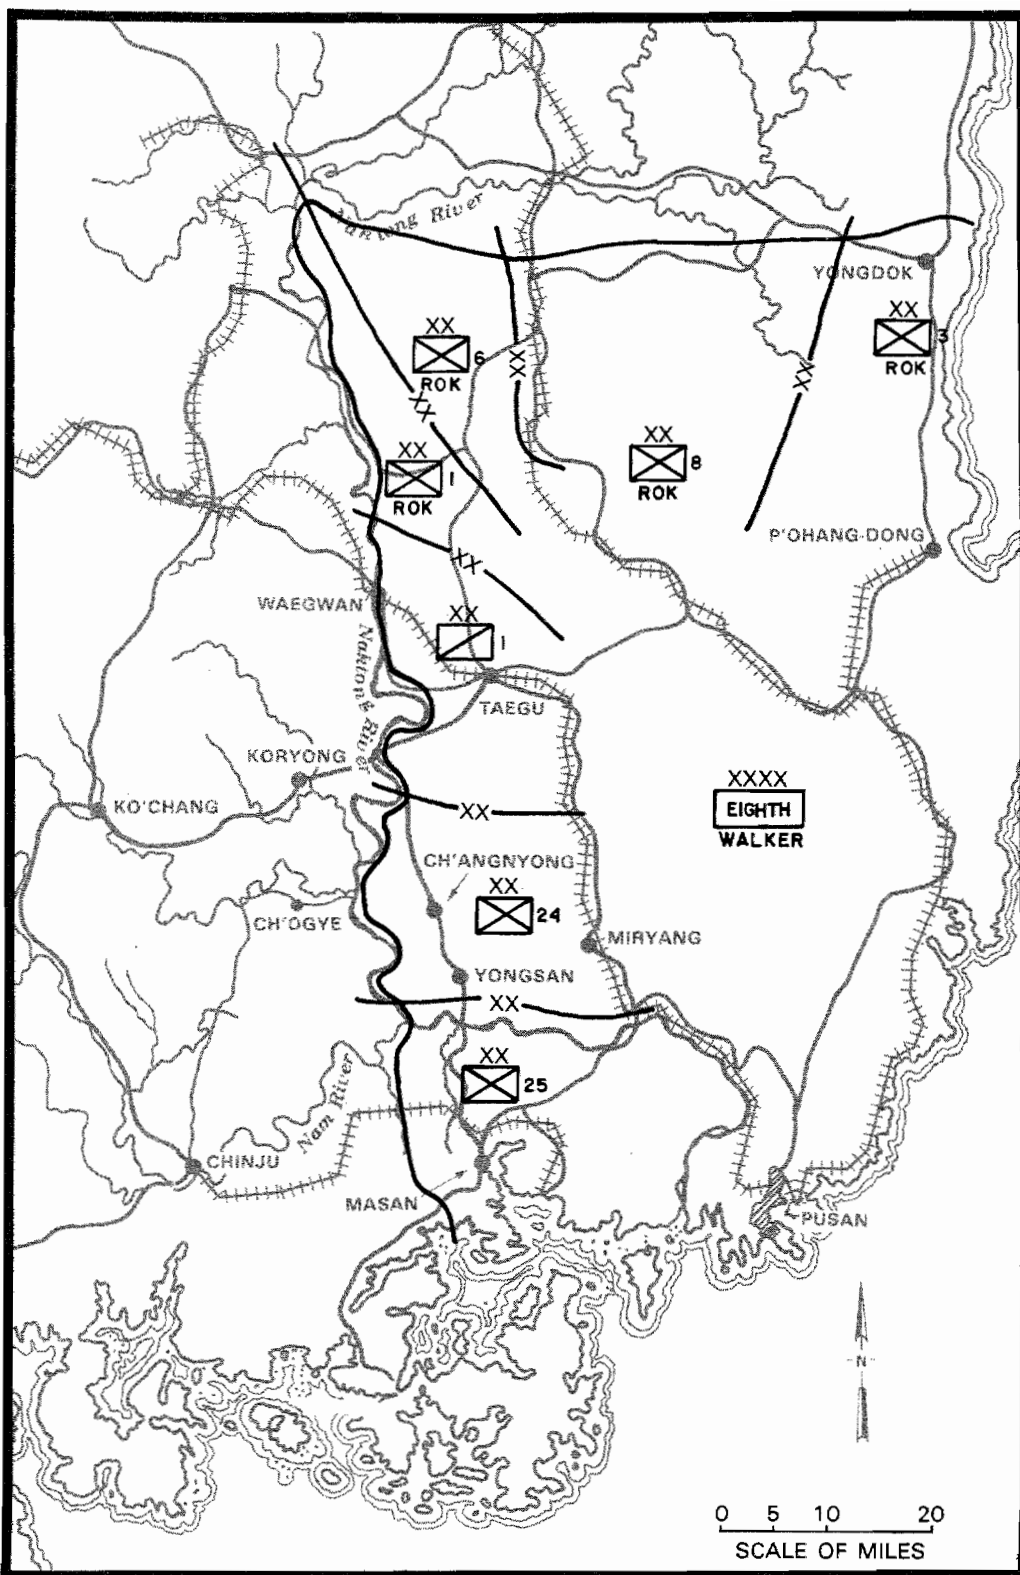 Naktong River
YONGDOK
XX
3
ROK
XX
6
ROK
XX
XX
XX
XX
1
ROK
XX
8
ROK
P'OHANG-DONG
XX
WAEGWAN
XX
1
Naktong River
TAEGU
KORYONG
KO'CHANG
XX
XXXX
EIGHTH
WALKER
CH'ANGNYONG
XX
24
CH'OGYE
MIRYANG
YONGSAN
XX
XX
25
Nam River
CHINJU
MASAN
PUSAN
N
0 5 10 20
SCALE OF MILES